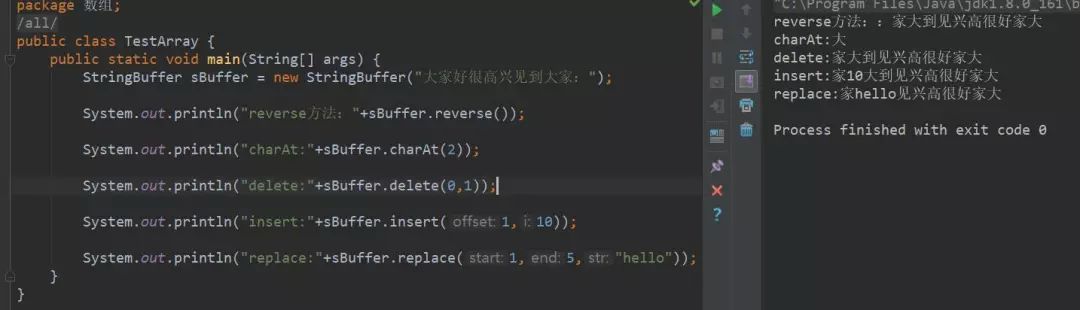 package 数组;
/all/
public class TestArray {
public static void main(String[] args) {
StringBuffer sBuffer = new StringBuffer("大家好很高兴见到大家：");
System.out.println("reverse方法："+sBuffer.reverse());
System.out.println("charAt:"+sBuffer.charAt(2));
System.out.println("delete:"+sBuffer.delete(0,1));
System.out.println("insert:"+sBuffer.insert( offset: 1, i: 10));
System.out.println("replace:"+sBuffer.replace( start: 1, end: 5, str: "hello"));
}
}
"C:\Program Files\Java\jdk1.8.0_161\b
reverse方法：：家大到见兴高很好家大
charAt:大
delete:家大到见兴高很好家大
insert:家10大到见兴高很好家大
replace:家hello见兴高很好家大
Process finished with exit code 0